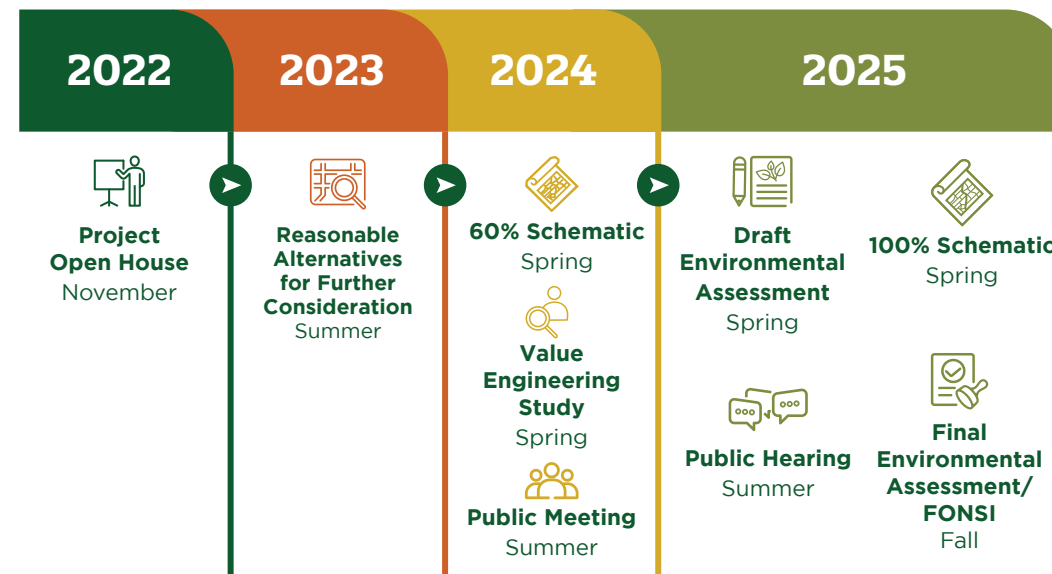 2022
Project
Open House
November
2023
Reasonable
Alternatives
for Further
Consideration
Summer
2024
60% Schematic
Spring
Value
Engineering
Study
Spring
Public Meeting
Summer
2025
Draft
Environmental
Assessment
Spring
100% Schematic
Spring
Public Hearing
Summer
Final
Environmental
Assessment/
FONSI
Fall